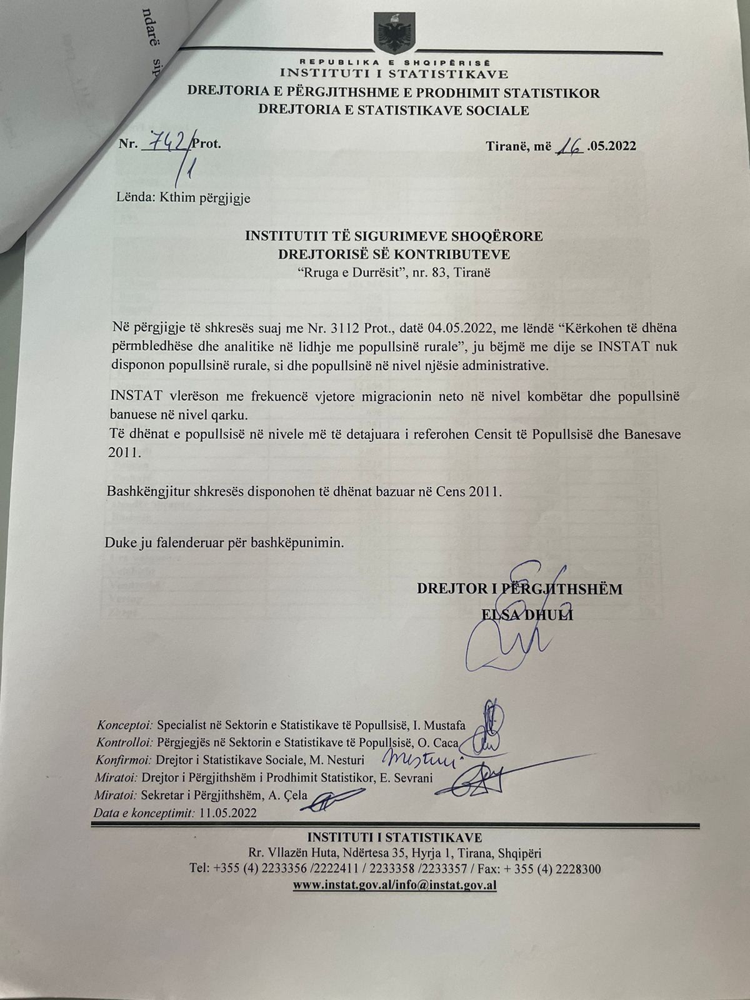 ndarë sip
REPUBLIKA E SHQIPËRISË
INSTITUTI I STATISTIKAVE
DREJTORIA E PËRGJITHSHME E PRODHIMIT STATISTIKOR
DREJTORIA E STATISTIKAVE SOCIALE
Nr. 742/1 Prot. Tiranë, më 16 .05.2022
Lënda: Kthim përgjigje
INSTITUTIT TË SIGURIMEVE SHOQËRORE
DREJTORISË SË KONTRIBUTEVE
“Rruga e Durrësit”, nr. 83, Tiranë
Në përgjigje të shkresës suaj me Nr. 3112 Prot., datë 04.05.2022, me lëndë “Kërkohen të dhëna
përmbledhëse dhe analitike në lidhje me popullsinë rurale”, ju bëjmë me dije se INSTAT nuk
disponon popullsinë rurale, si dhe popullsinë në nivel njësie administrative.
INSTAT vlerëson me frekuencë vjetore migracionin neto në nivel kombëtar dhe popullsinë
banuese në nivel qarku.
Të dhënat e popullsisë në nivele më të detajuara i referohen Censit të Popullsisë dhe Banesave
2011.
Bashkëngjitur shkresës disponohen të dhënat bazuar në Cens 2011.
Duke ju falenderuar për bashkëpunimin.
DREJTOR I PËRGJITHSHËM
ELSA DHULI
Konceptoi: Specialist në Sektorin e Statistikave të Popullsisë, I. Mustafa
Kontrolloi: Përgjegjës në Sektorin e Statistikave të Popullsisë, O. Caca
Konfirmoi: Drejtor i Statistikave Sociale, M. Nesturi
Miratoi: Drejtor i Përgjithshëm i Prodhimit Statistikor, E. Sevrani
Miratoi: Sekretar i Përgjithshëm, A. Çela
Data e konceptimit: 11.05.2022
INSTITUTI I STATISTIKAVE
Rr. Vllazën Huta, Ndërtesa 35, Hyrja 1, Tirana, Shqipëri
Tel: +355 (4) 2233356 /2222411 / 2233358 /2233357 / Fax: + 355 (4) 2228300
www.instat.gov.al/info@instat.gov.al